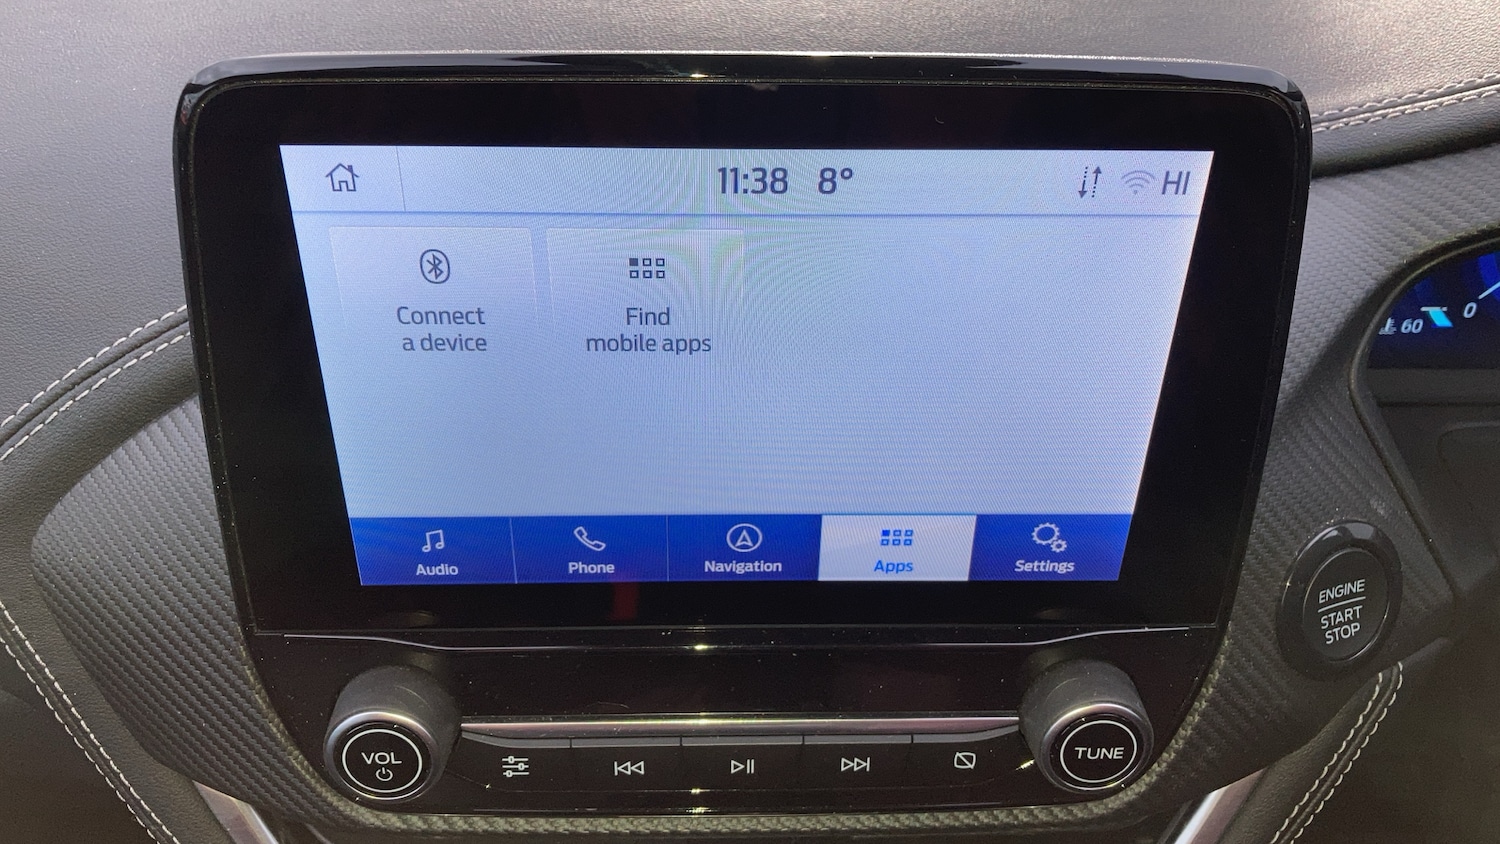 11:38 8° HI
Connect
a device
Find
mobile apps
Audio
Phone
Navigation
Apps
Settings
60
0
ENGINE
START
STOP
VOL
TUNE